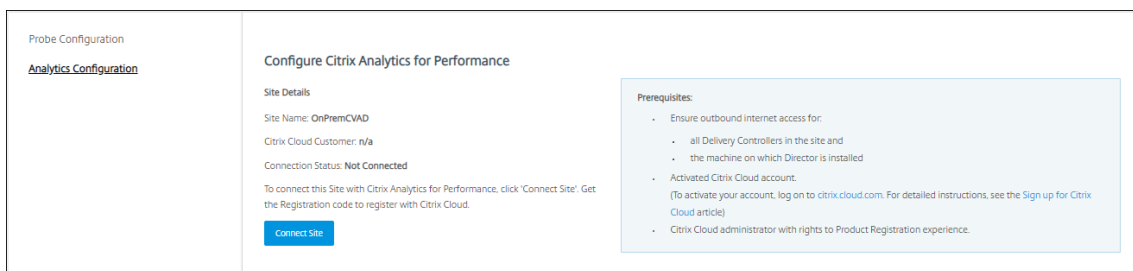 Probe Configuration
Analytics Configuration
Configure Citrix Analytics for Performance
Site Details
Site Name: OnPremCVAD
Citrix Cloud Customer: n/a
Connection Status: Not Connected
To connect this Site with Citrix Analytics for Performance, click 'Connect Site'. Get
the Registration code to register with Citrix Cloud.
Connect Site
Prerequisites:
• Ensure outbound internet access for:
• all Delivery Controllers in the site and
• the machine on which Director is installed
• Activated Citrix Cloud account.
(To activate your account, log on to citrix.cloud.com. For detailed instructions, see the Sign up for Citrix
Cloud article)
• Citrix Cloud administrator with rights to Product Registration experience.